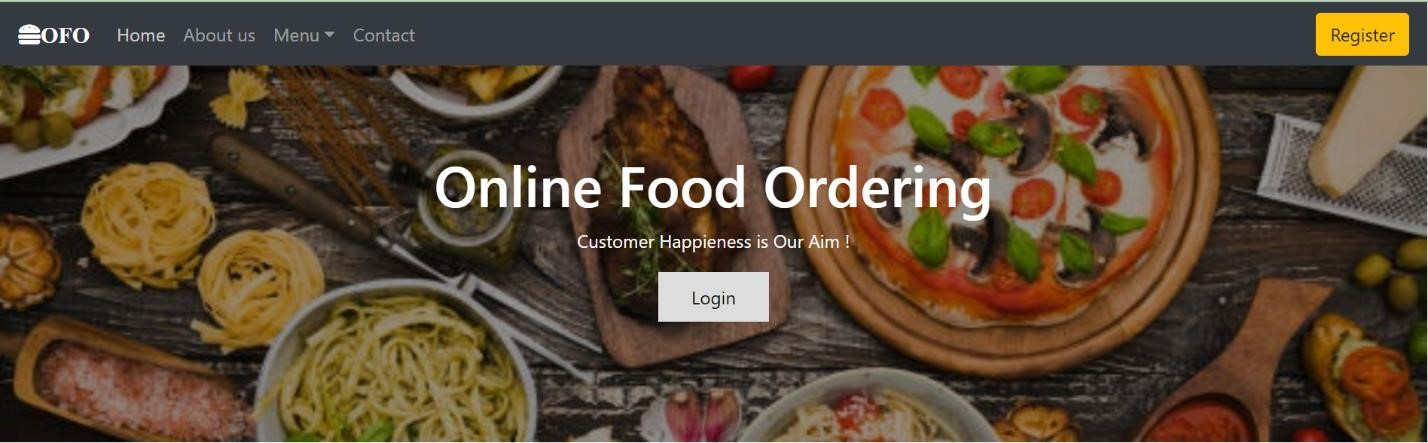 OFO Home About us Menu Contact Register
Online Food Ordering
Customer Happieness is Our Aim !
Login